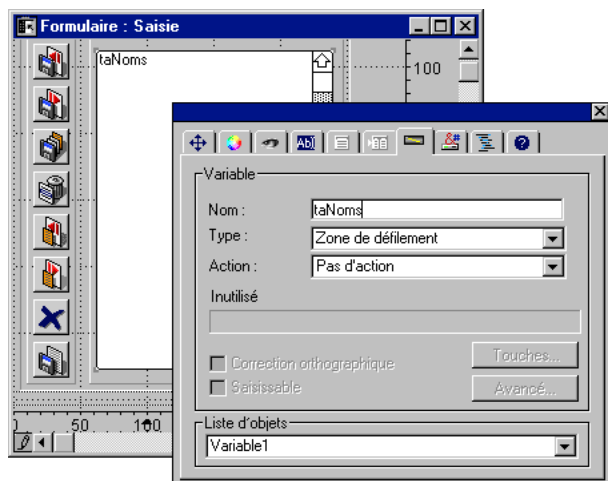 Formulaire : Saisie
taNoms
100
Variable
Nom :
taNoms
Type :
Zone de défilement
Action :
Pas d'action
Inutilisé
Correction orthographique
Touches...
Saisissable
Avancé...
Liste d'objets
Variable1
0 50 100